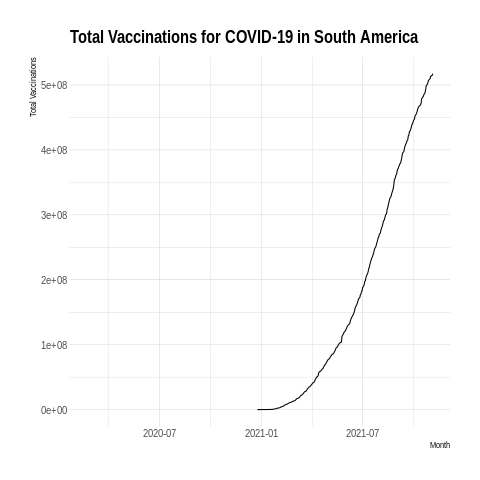 Total Vaccinations for COVID-19 in South America
Total Vaccinations
5e+08
4e+08
3e+08
2e+08
1e+08
0e+00
2020-07 2021-01 2021-07
Month